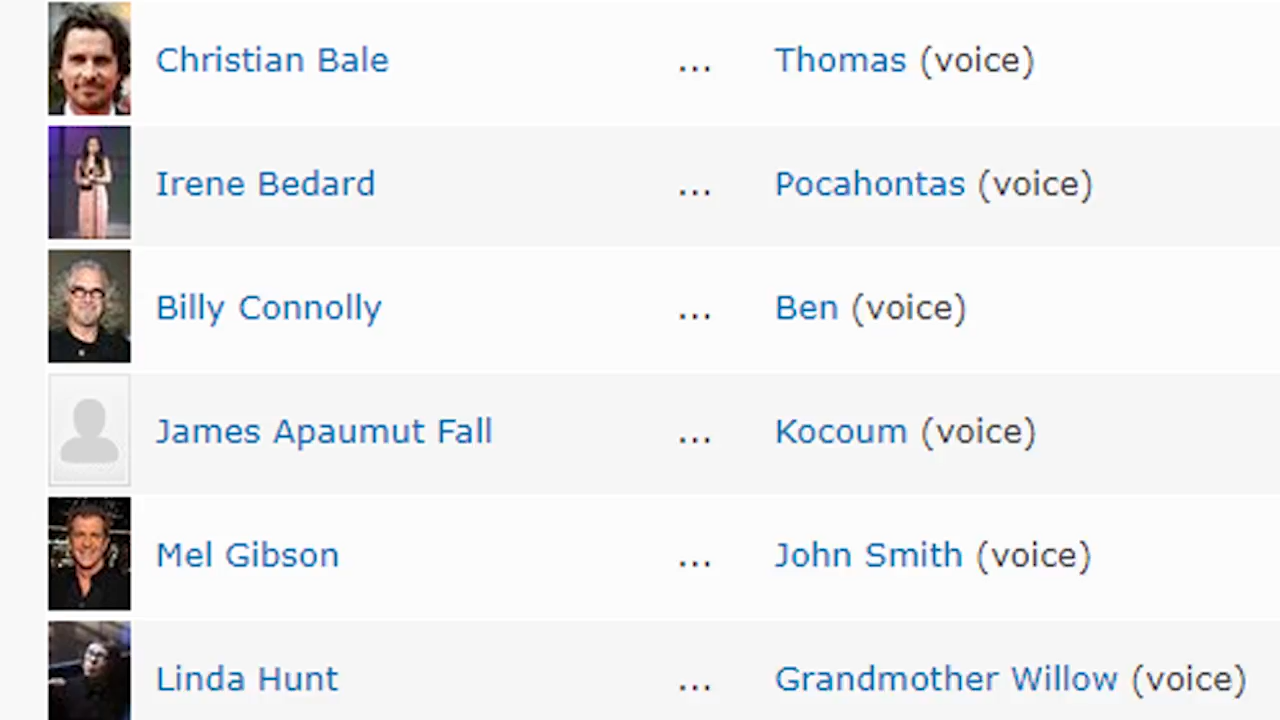 Christian Bale ... Thomas (voice)
Irene Bedard ... Pocahontas (voice)
Billy Connolly ... Ben (voice)
James Apaumut Fall ... Kocoum (voice)
Mel Gibson ... John Smith (voice)
Linda Hunt ... Grandmother Willow (voice)